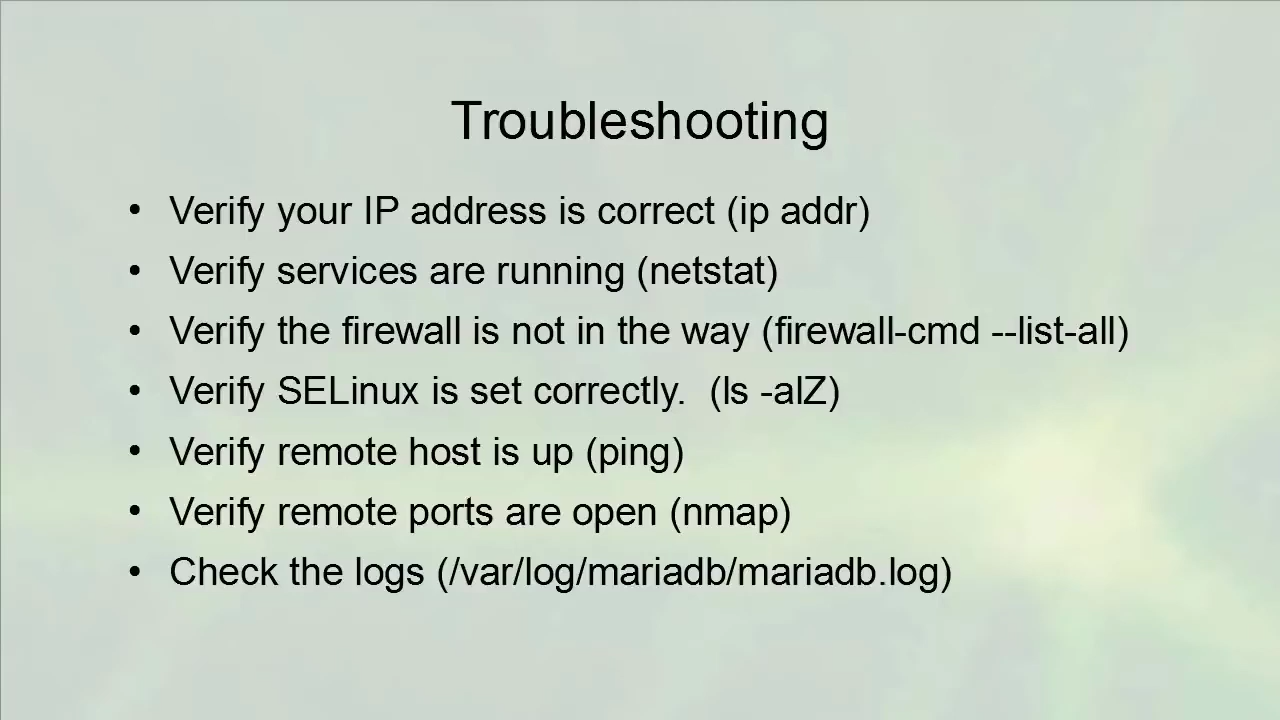 Troubleshooting
• Verify your IP address is correct (ip addr)
• Verify services are running (netstat)
• Verify the firewall is not in the way (firewall-cmd --list-all)
• Verify SELinux is set correctly.  (ls -alZ)
• Verify remote host is up (ping)
• Verify remote ports are open (nmap)
• Check the logs (/var/log/mariadb/mariadb.log)